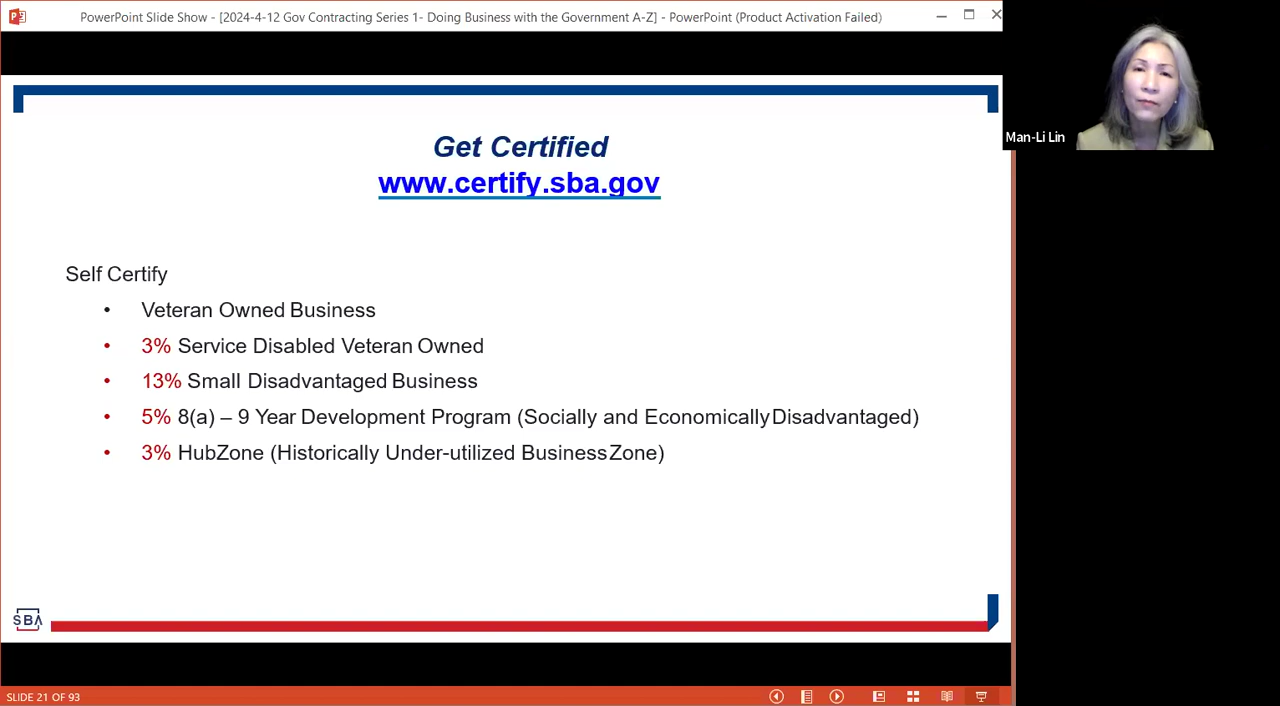 PowerPoint Slide Show - [2024-4-12 Gov Contracting Series 1- Doing Business with the Government A-Z] - PowerPoint (Product Activation Failed)
Man-Li Lin
Get Certified
www.certify.sba.gov
Self Certify
• Veteran Owned Business
• 3% Service Disabled Veteran Owned
• 13% Small Disadvantaged Business
• 5% 8(a) – 9 Year Development Program (Socially and Economically Disadvantaged)
• 3% HubZone (Historically Under-utilized Business Zone)
SBA
SLIDE 21 OF 93